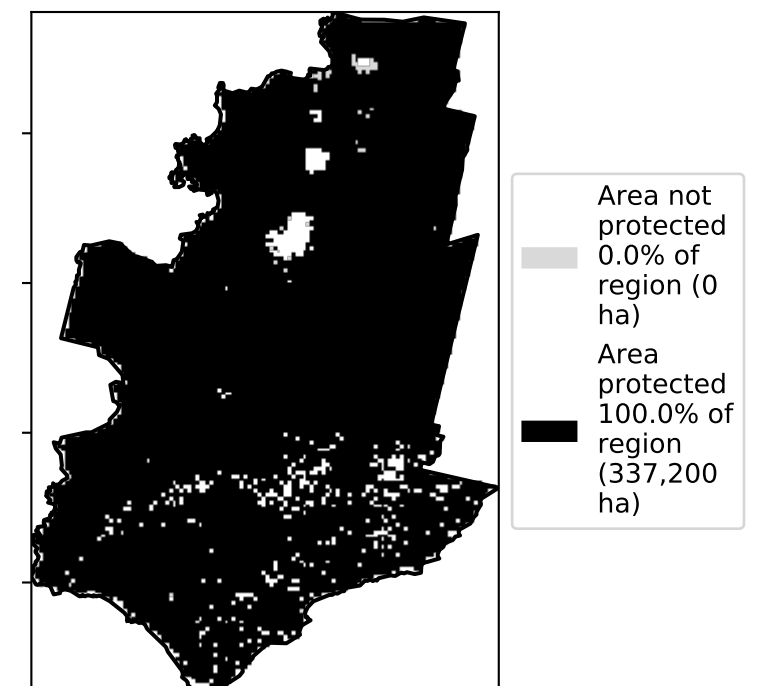 Area not
protected
0.0% of
region (0
ha)
Area
protected
100.0% of
region
(337,200
ha)